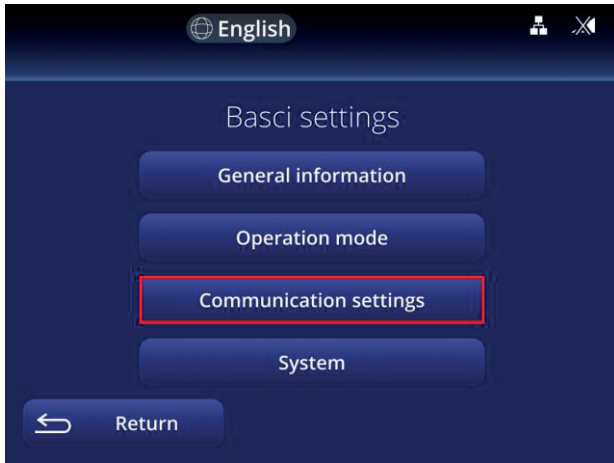 English
Basci settings
General information
Operation mode
Communication settings
System
Return